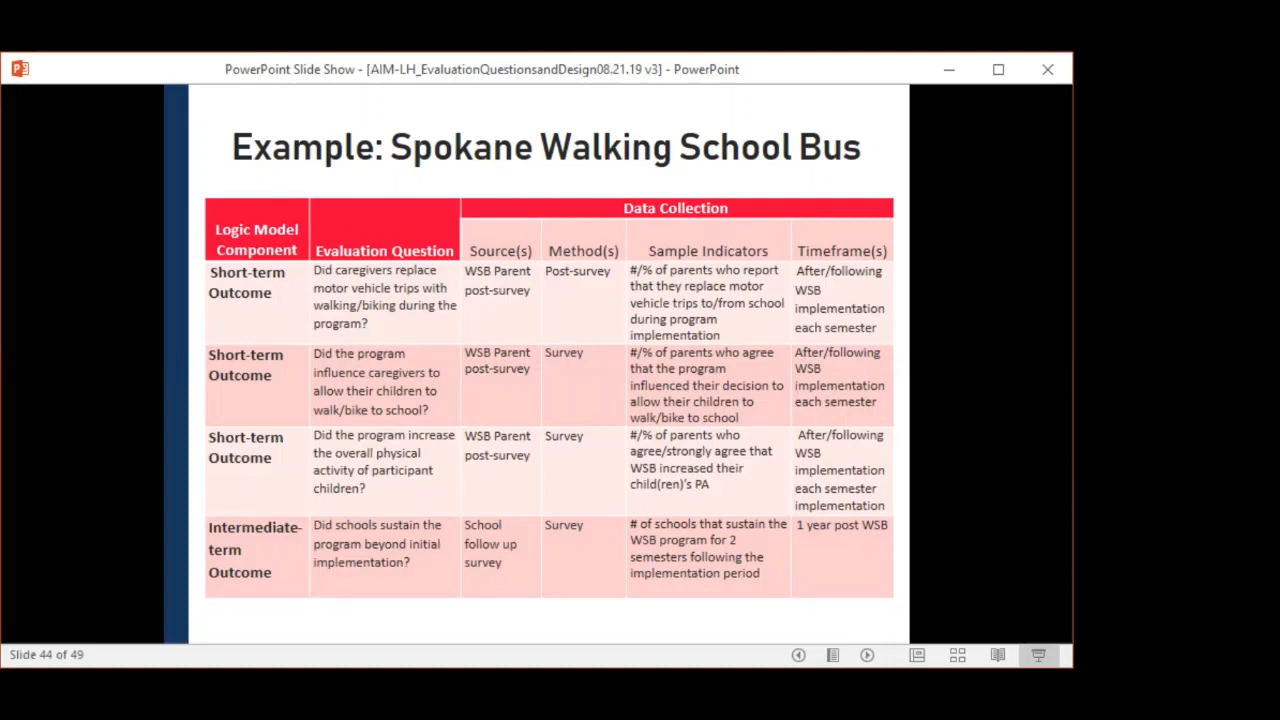 PowerPoint Slide Show - [AIM-LH_EvaluationQuestionsandDesign08.21.19 v3] - PowerPoint
Example: Spokane Walking School Bus
Logic Model
Component
Evaluation Question
Data Collection
Source(s)
Method(s)
Sample Indicators
Timeframe(s)
Short-term
Outcome
Did caregivers replace
motor vehicle trips with
walking/biking during the
program?
WSB Parent
post-survey
Post-survey
#/% of parents who report
that they replace motor
vehicle trips to/from school
during program
implementation
After/following
WSB
implementation
each semester
Short-term
Outcome
Did the program
influence caregivers to
allow their children to
walk/bike to school?
WSB Parent
post-survey
Survey
#/% of parents who agree
that the program
influenced their decision to
allow their children to
walk/bike to school
After/following
WSB
implementation
each semester
Short-term
Outcome
Did the program increase
the overall physical
activity of participant
children?
WSB Parent
post-survey
Survey
#/% of parents who
agree/strongly agree that
WSB increased their
child(ren)'s PA
After/following
WSB
implementation
each semester
implementation
Intermediate-
term
Outcome
Did schools sustain the
program beyond initial
implementation?
School
follow up
survey
Survey
# of schools that sustain the
WSB program for 2
semesters following the
implementation period
1 year post WSB
Slide 44 of 49